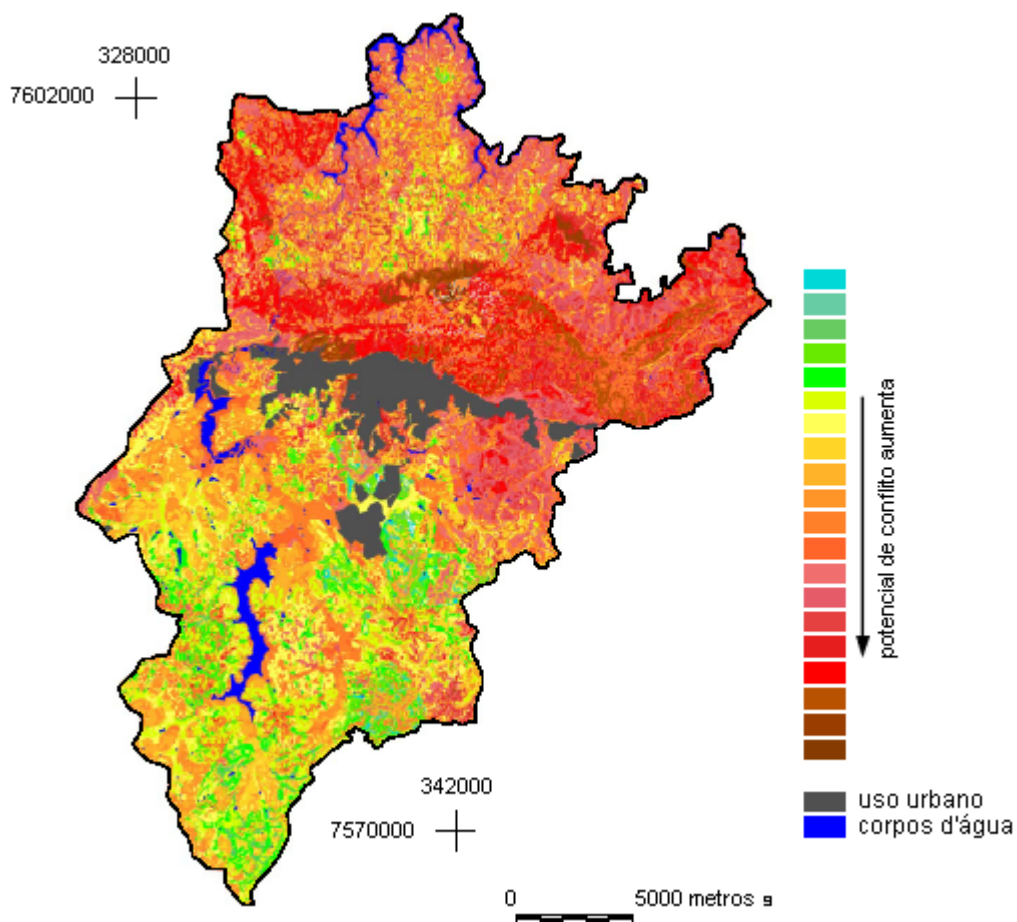 328000
7602000
potencial de conflito aumenta
342000
7570000
uso urbano
corpos d'água
0 5000 metros